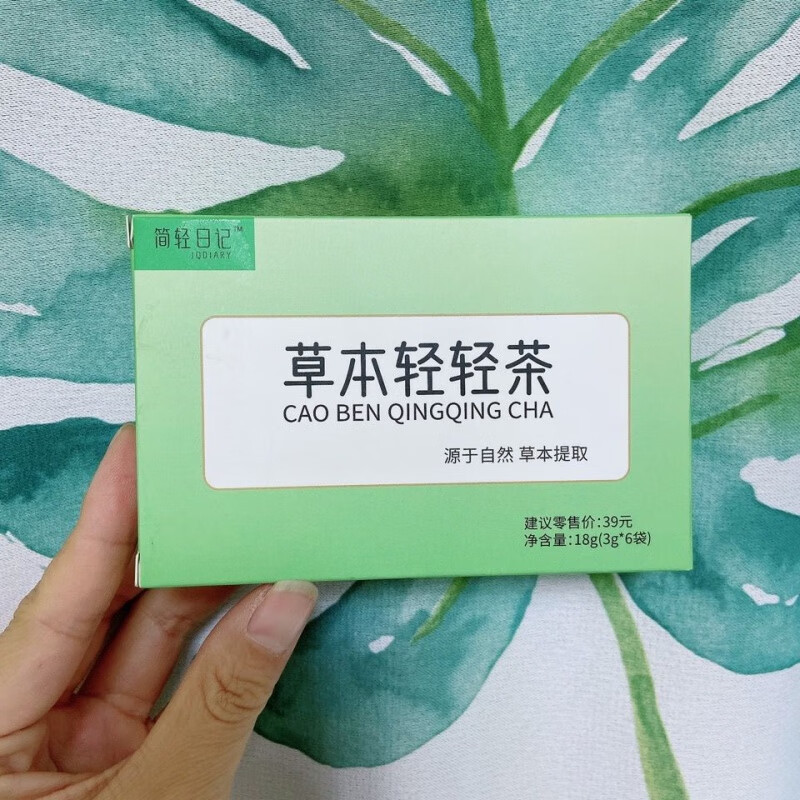 简轻日记™
JQDIARY
草本轻轻茶
CAO BEN QINGQING CHA
源于自然 草本提取
建议零售价:39元
净含量:18g(3g*6袋)